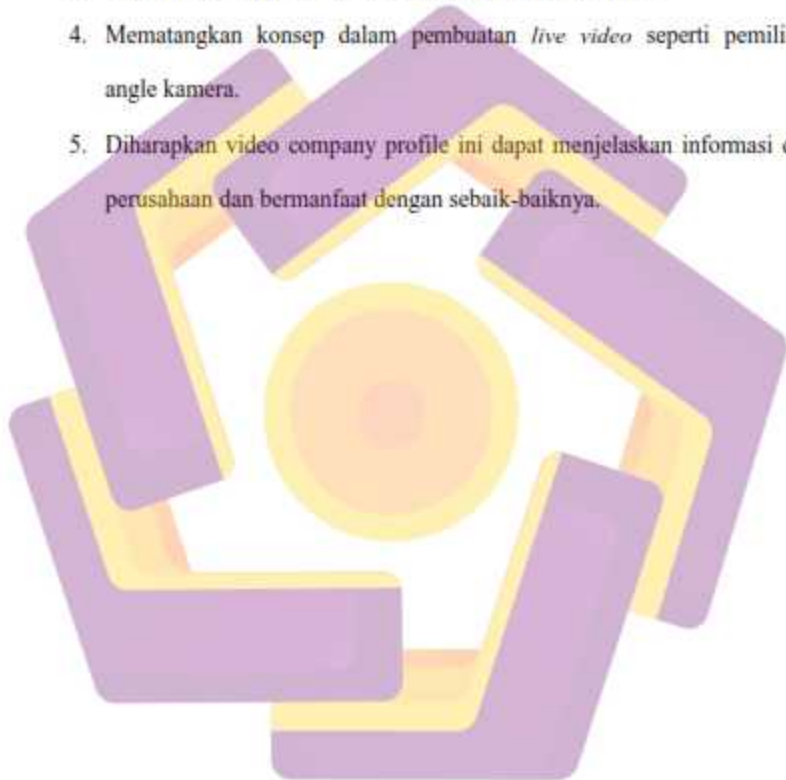 4. Mematangkan konsep dalam pembuatan live video seperti
angle kamera.
5. Diharapkan video company profile ini dapat menjelaskan informasi
perusahaan dan bermanfaat dengan sebaik-baiknya.